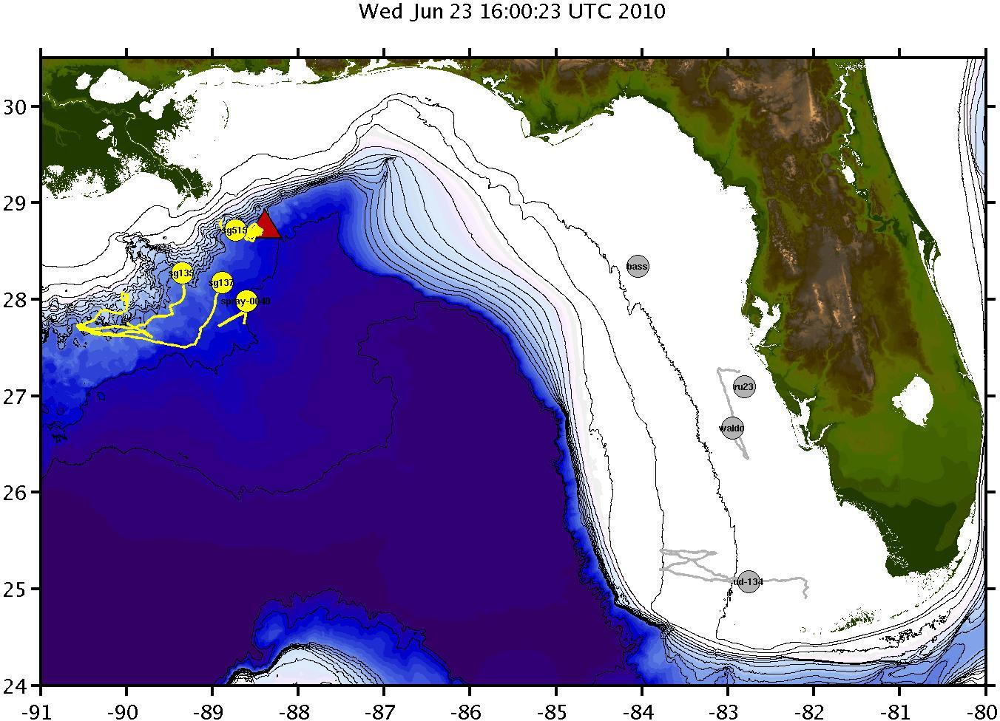 Wed Jun 23 16:00:23 UTC 2010
30
29
sg515
bass
sg135
sg137
28
spray-0040
27
ru23
waldo
26
25
ud-134
24
-91 -90 -89 -88 -87 -86 -85 -84 -83 -82 -81 -80